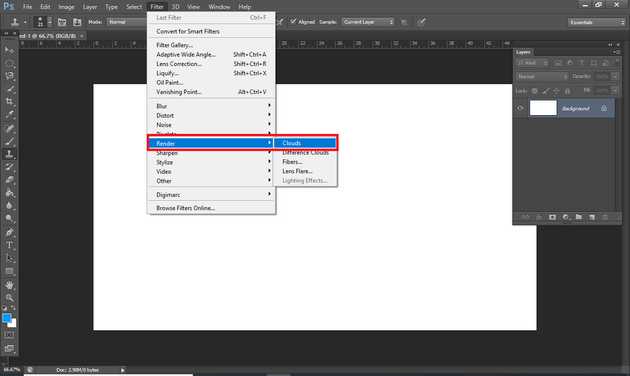 Ps File Edit Image Layer Type Select Filter 3D View Window Help
21 Mode: Normal Aligned Sample: Current Layer Essentials
d-1 @ 66.7% (RGB/8)
Last Filter Ctrl+F
Convert for Smart Filters
Filter Gallery...
Adaptive Wide Angle... Shift+Ctrl+A
Lens Correction... Shift+Ctrl+R
Liquify... Shift+Ctrl+X
Oil Paint...
Vanishing Point... Alt+Ctrl+V
Blur
Distort
Noise
Render
Sharpen
Stylize
Video
Other
Digimarc
Browse Filters Online...
Clouds
Difference Clouds
Fibers...
Lens Flare...
Lighting Effects...
Layers
Kind
Normal Opacity:
Lock: Fill:
Background
66.67% Doc: 2.98M/0 bytes